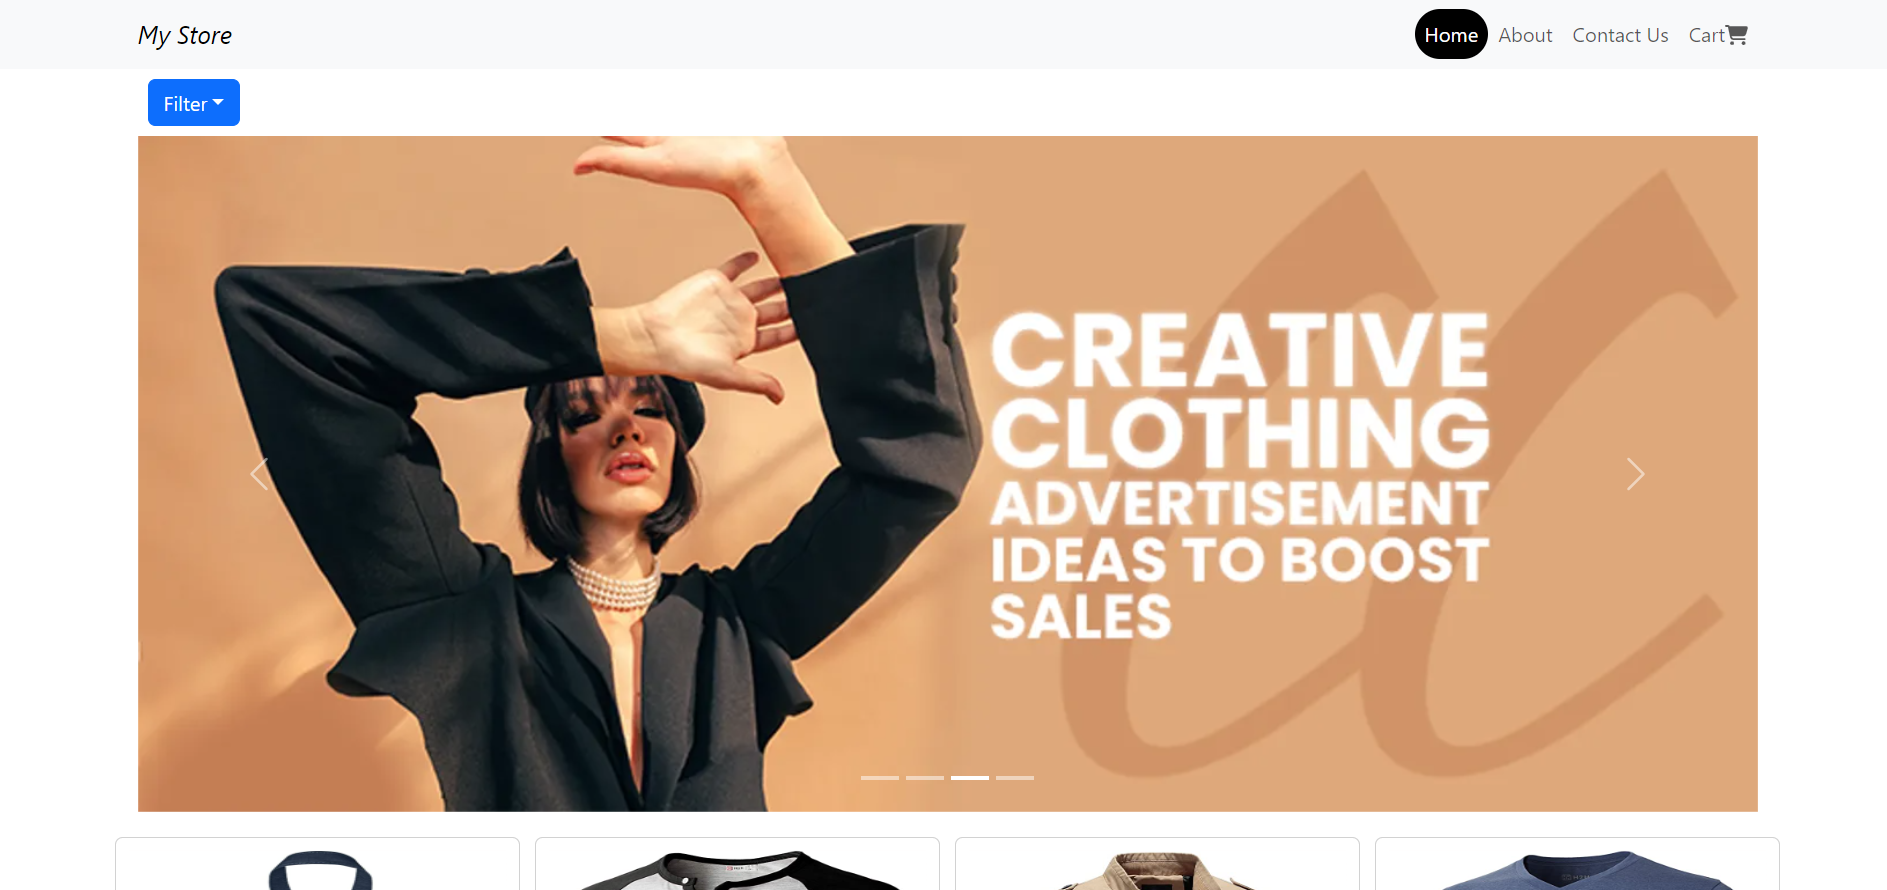 My Store
Home About Contact Us Cart
Filter
CREATIVE
CLOTHING
ADVERTISEMENT
IDEAS TO BOOST
SALES